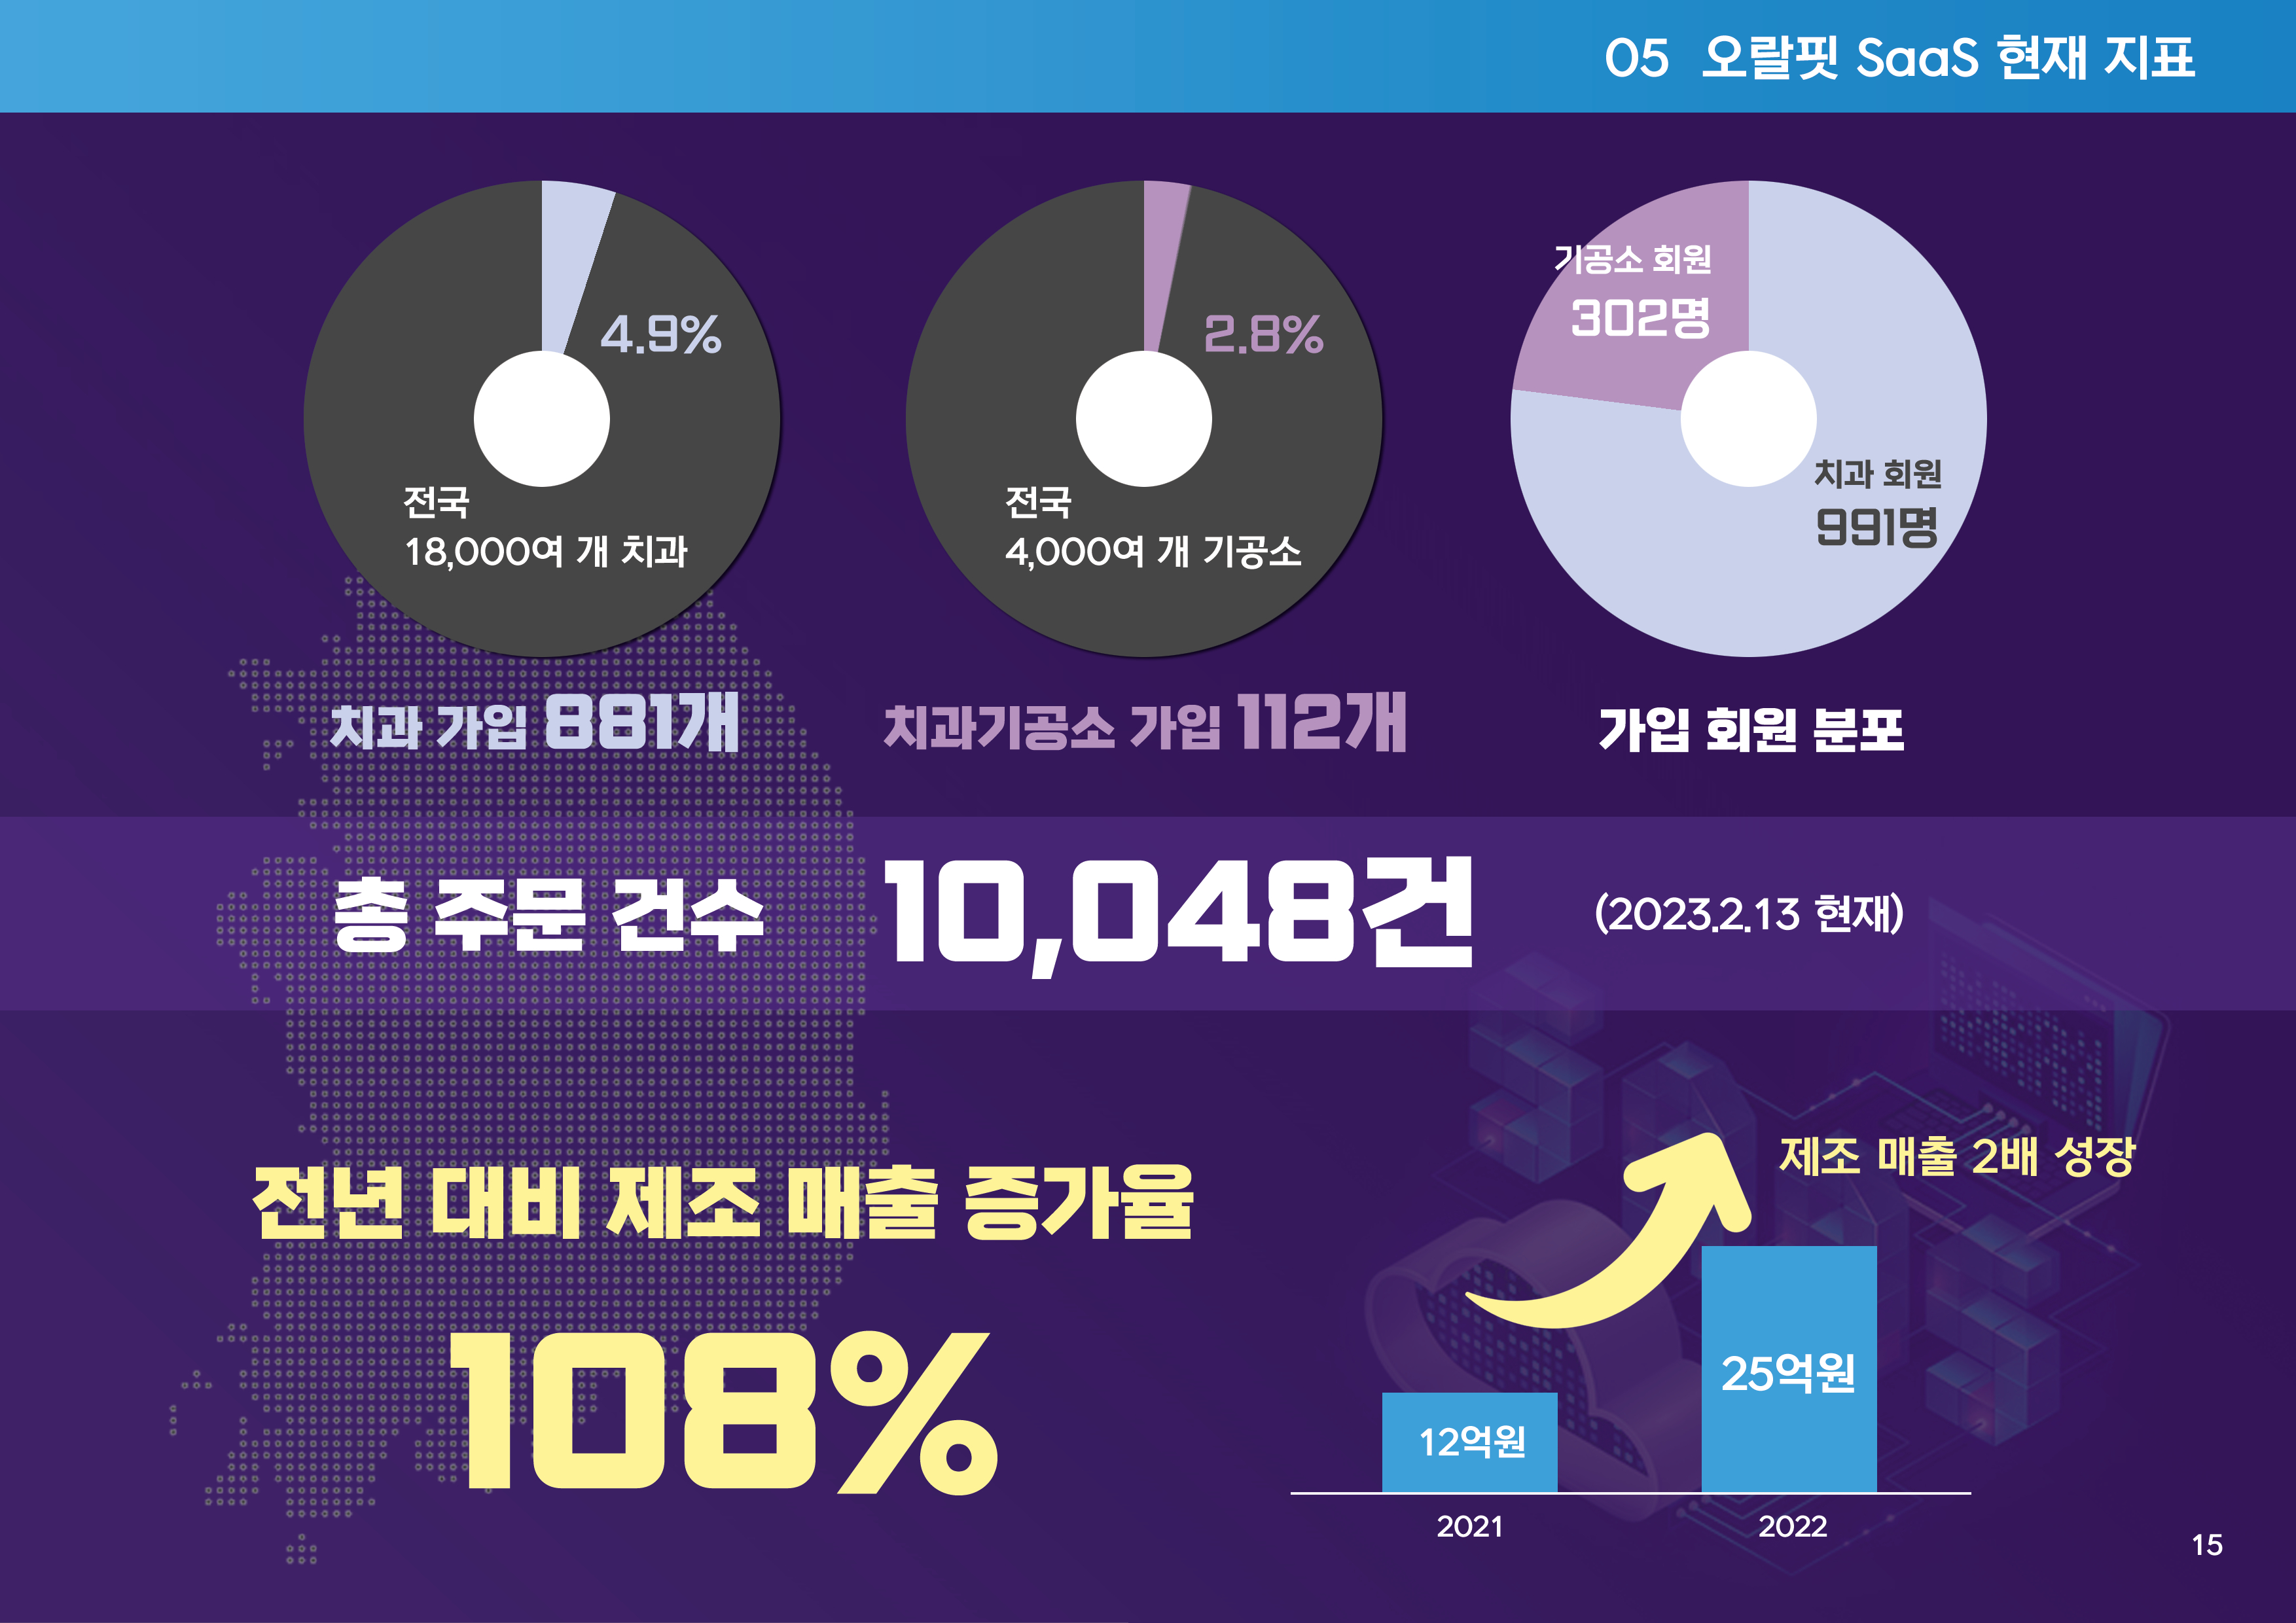 05 오랄핏 SaaS 현재 지표
4.9%
전국
18,000여 개 치과
치과 가입 881개
2.8%
전국
4,000여 개 기공소
치과기공소 가입 112개
기공소 회원
302명
치과 회원
991명
가입 회원 분포
총 주문 건수 10,048건 (2023.2.13 현재)
전년 대비 제조 매출 증가율
108%
제조 매출 2배 성장
12억원
25억원
2021
2022
15